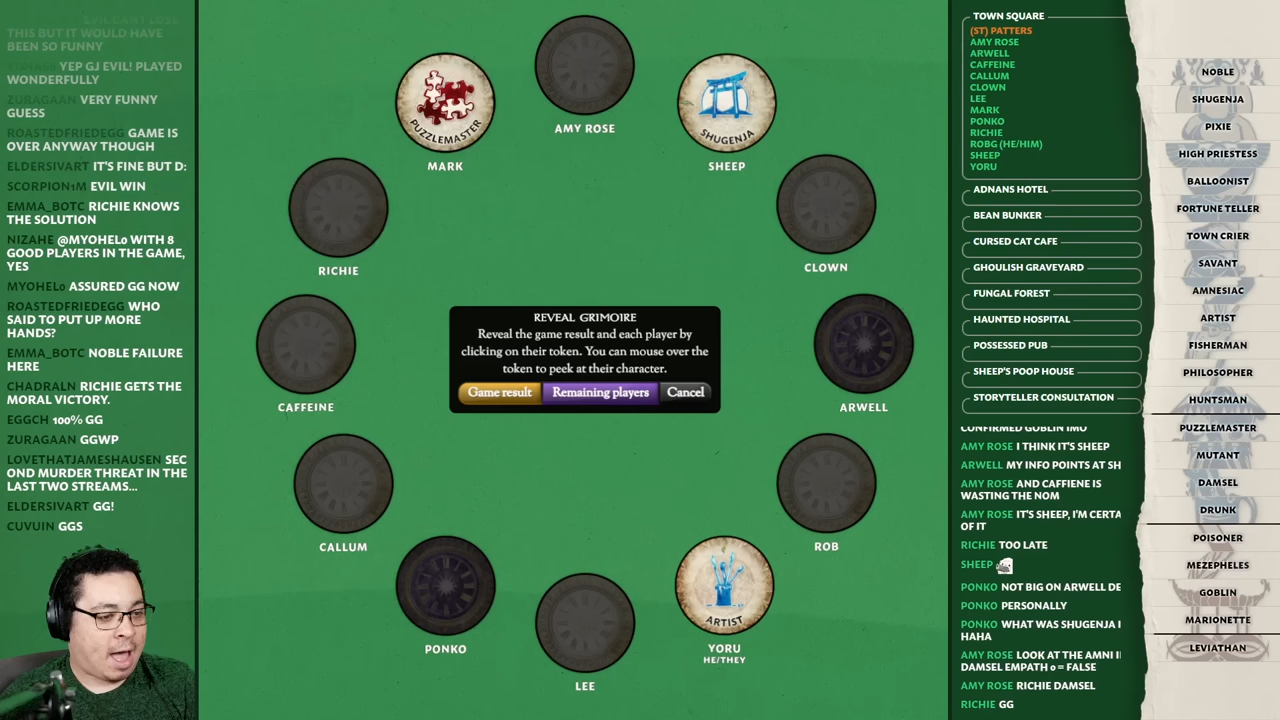 EVIL CANT LOSE
THIS BUT IT WOULD HAVE
BEEN SO FUNNY
YEP GJ EVIL! PLAYED
WONDERFULLY
ZURAGAAN VERY FUNNY
GUESS
ROASTEDFRIEDEGG GAME IS
OVER ANYWAY THOUGH
ELDERSIVART IT'S FINE BUT D:
SCORPION1M EVIL WIN
EMMA_BOTC RICHIE KNOWS
THE SOLUTION
NIZAHE @MYOHEL0 WITH 8
GOOD PLAYERS IN THE GAME,
YES
MYOHEL0 ASSURED GG NOW
ROASTEDFRIEDEGG WHO
SAID TO PUT UP MORE
HANDS?
EMMA_BOTC NOBLE FAILURE
HERE
CHADRALN RICHIE GETS THE
MORAL VICTORY.
EGGCH 100% GG
ZURAGAAN GGWP
LOVETHATJAMESHAUSEN SEC
OND MURDER THREAT IN THE
LAST TWO STREAMS...
ELDERSIVART GG!
CUVUIN GGS
PUZZLEMASTER
MARK
AMY ROSE
SHUGENJA
SHEEP
RICHIE
CLOWN
CAFFEINE
ARWELL
CALLUM
ROB
PONKO
LEE
ARTIST
YORU
HE/THEY
REVEAL GRIMOIRE
Reveal the game result and each player by
clicking on their token. You can mouse over the
token to peek at their character.
Game result
Remaining players
Cancel
TOWN SQUARE
(ST) PATTERS
AMY ROSE
ARWELL
CAFFEINE
CALLUM
CLOWN
LEE
MARK
PONKO
RICHIE
ROBG (HE/HIM)
SHEEP
YORU
ADNANS HOTEL
BEAN BUNKER
CURSED CAT CAFE
GHOULISH GRAVEYARD
FUNGAL FOREST
HAUNTED HOSPITAL
POSSESSED PUB
SHEEP'S POOP HOUSE
STORYTELLER CONSULTATION
CONFIRMED GOBLIN IMO
AMY ROSE I THINK IT'S SHEEP
ARWELL MY INFO POINTS AT SH
AMY ROSE AND CAFFIENE IS
WASTING THE NOM
AMY ROSE IT'S SHEEP, I'M CERTA
OF IT
RICHIE TOO LATE
SHEEP
PONKO NOT BIG ON ARWELL DE
PONKO PERSONALLY
PONKO WHAT WAS SHUGENJA I
HAHA
AMY ROSE LOOK AT THE AMNI I
DAMSEL EMPATH 0 = FALSE
AMY ROSE RICHIE DAMSEL
RICHIE GG
NOBLE
SHUGENJA
PIXIE
HIGH PRIESTESS
BALLOONIST
FORTUNE TELLER
TOWN CRIER
SAVANT
AMNESIAC
ARTIST
FISHERMAN
PHILOSOPHER
HUNTSMAN
PUZZLEMASTER
MUTANT
DAMSEL
DRUNK
POISONER
MEZEPHELES
GOBLIN
MARIONETTE
LEVIATHAN